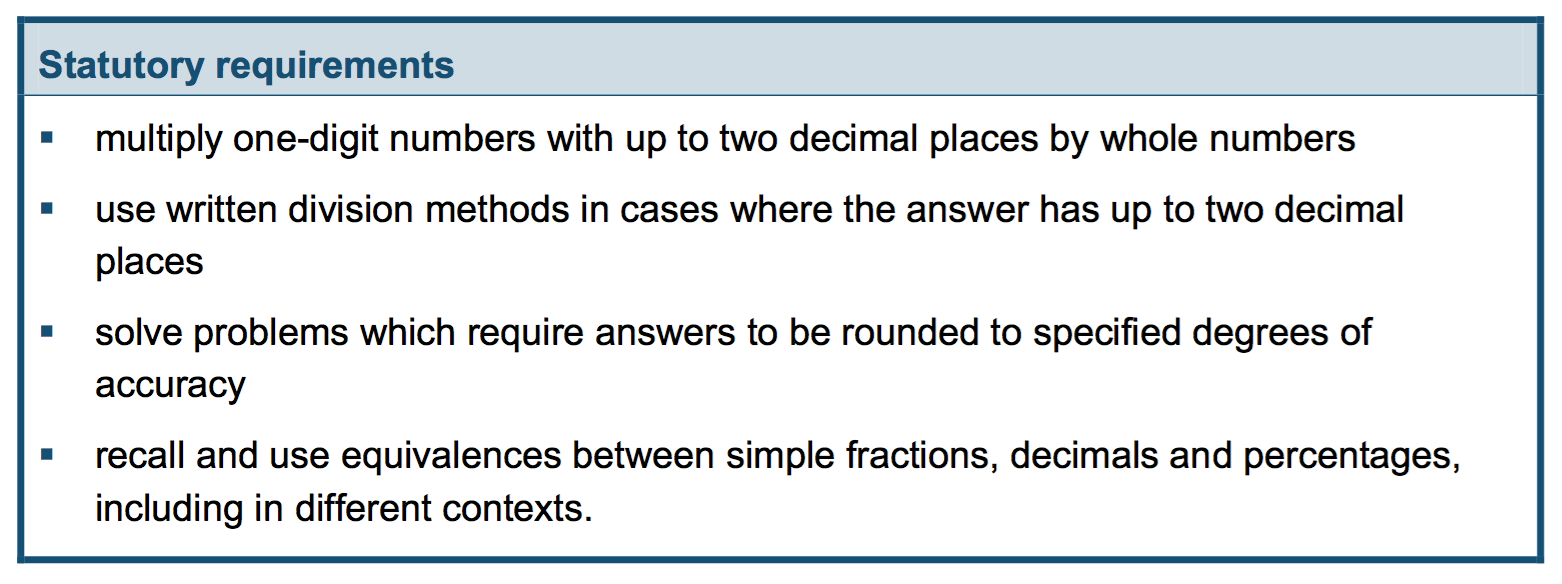 Statutory requirements
▪ multiply one-digit numbers with up to two decimal places by whole numbers
▪ use written division methods in cases where the answer has up to two decimal
places
▪ solve problems which require answers to be rounded to specified degrees of
accuracy
▪ recall and use equivalences between simple fractions, decimals and percentages,
including in different contexts.